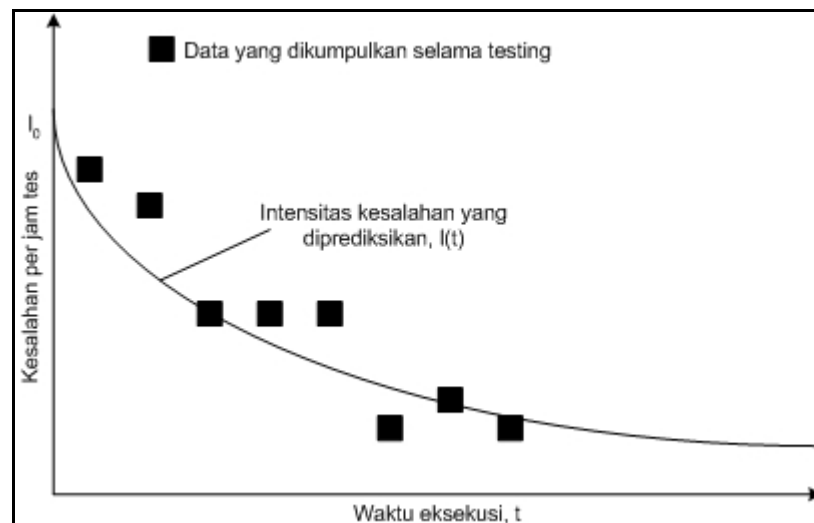 Data yang dikumpulkan selama testing
I₀
Kesalahan per jam tes
Intensitas kesalahan yang
diprediksikan, I(t)
Waktu eksekusi, t